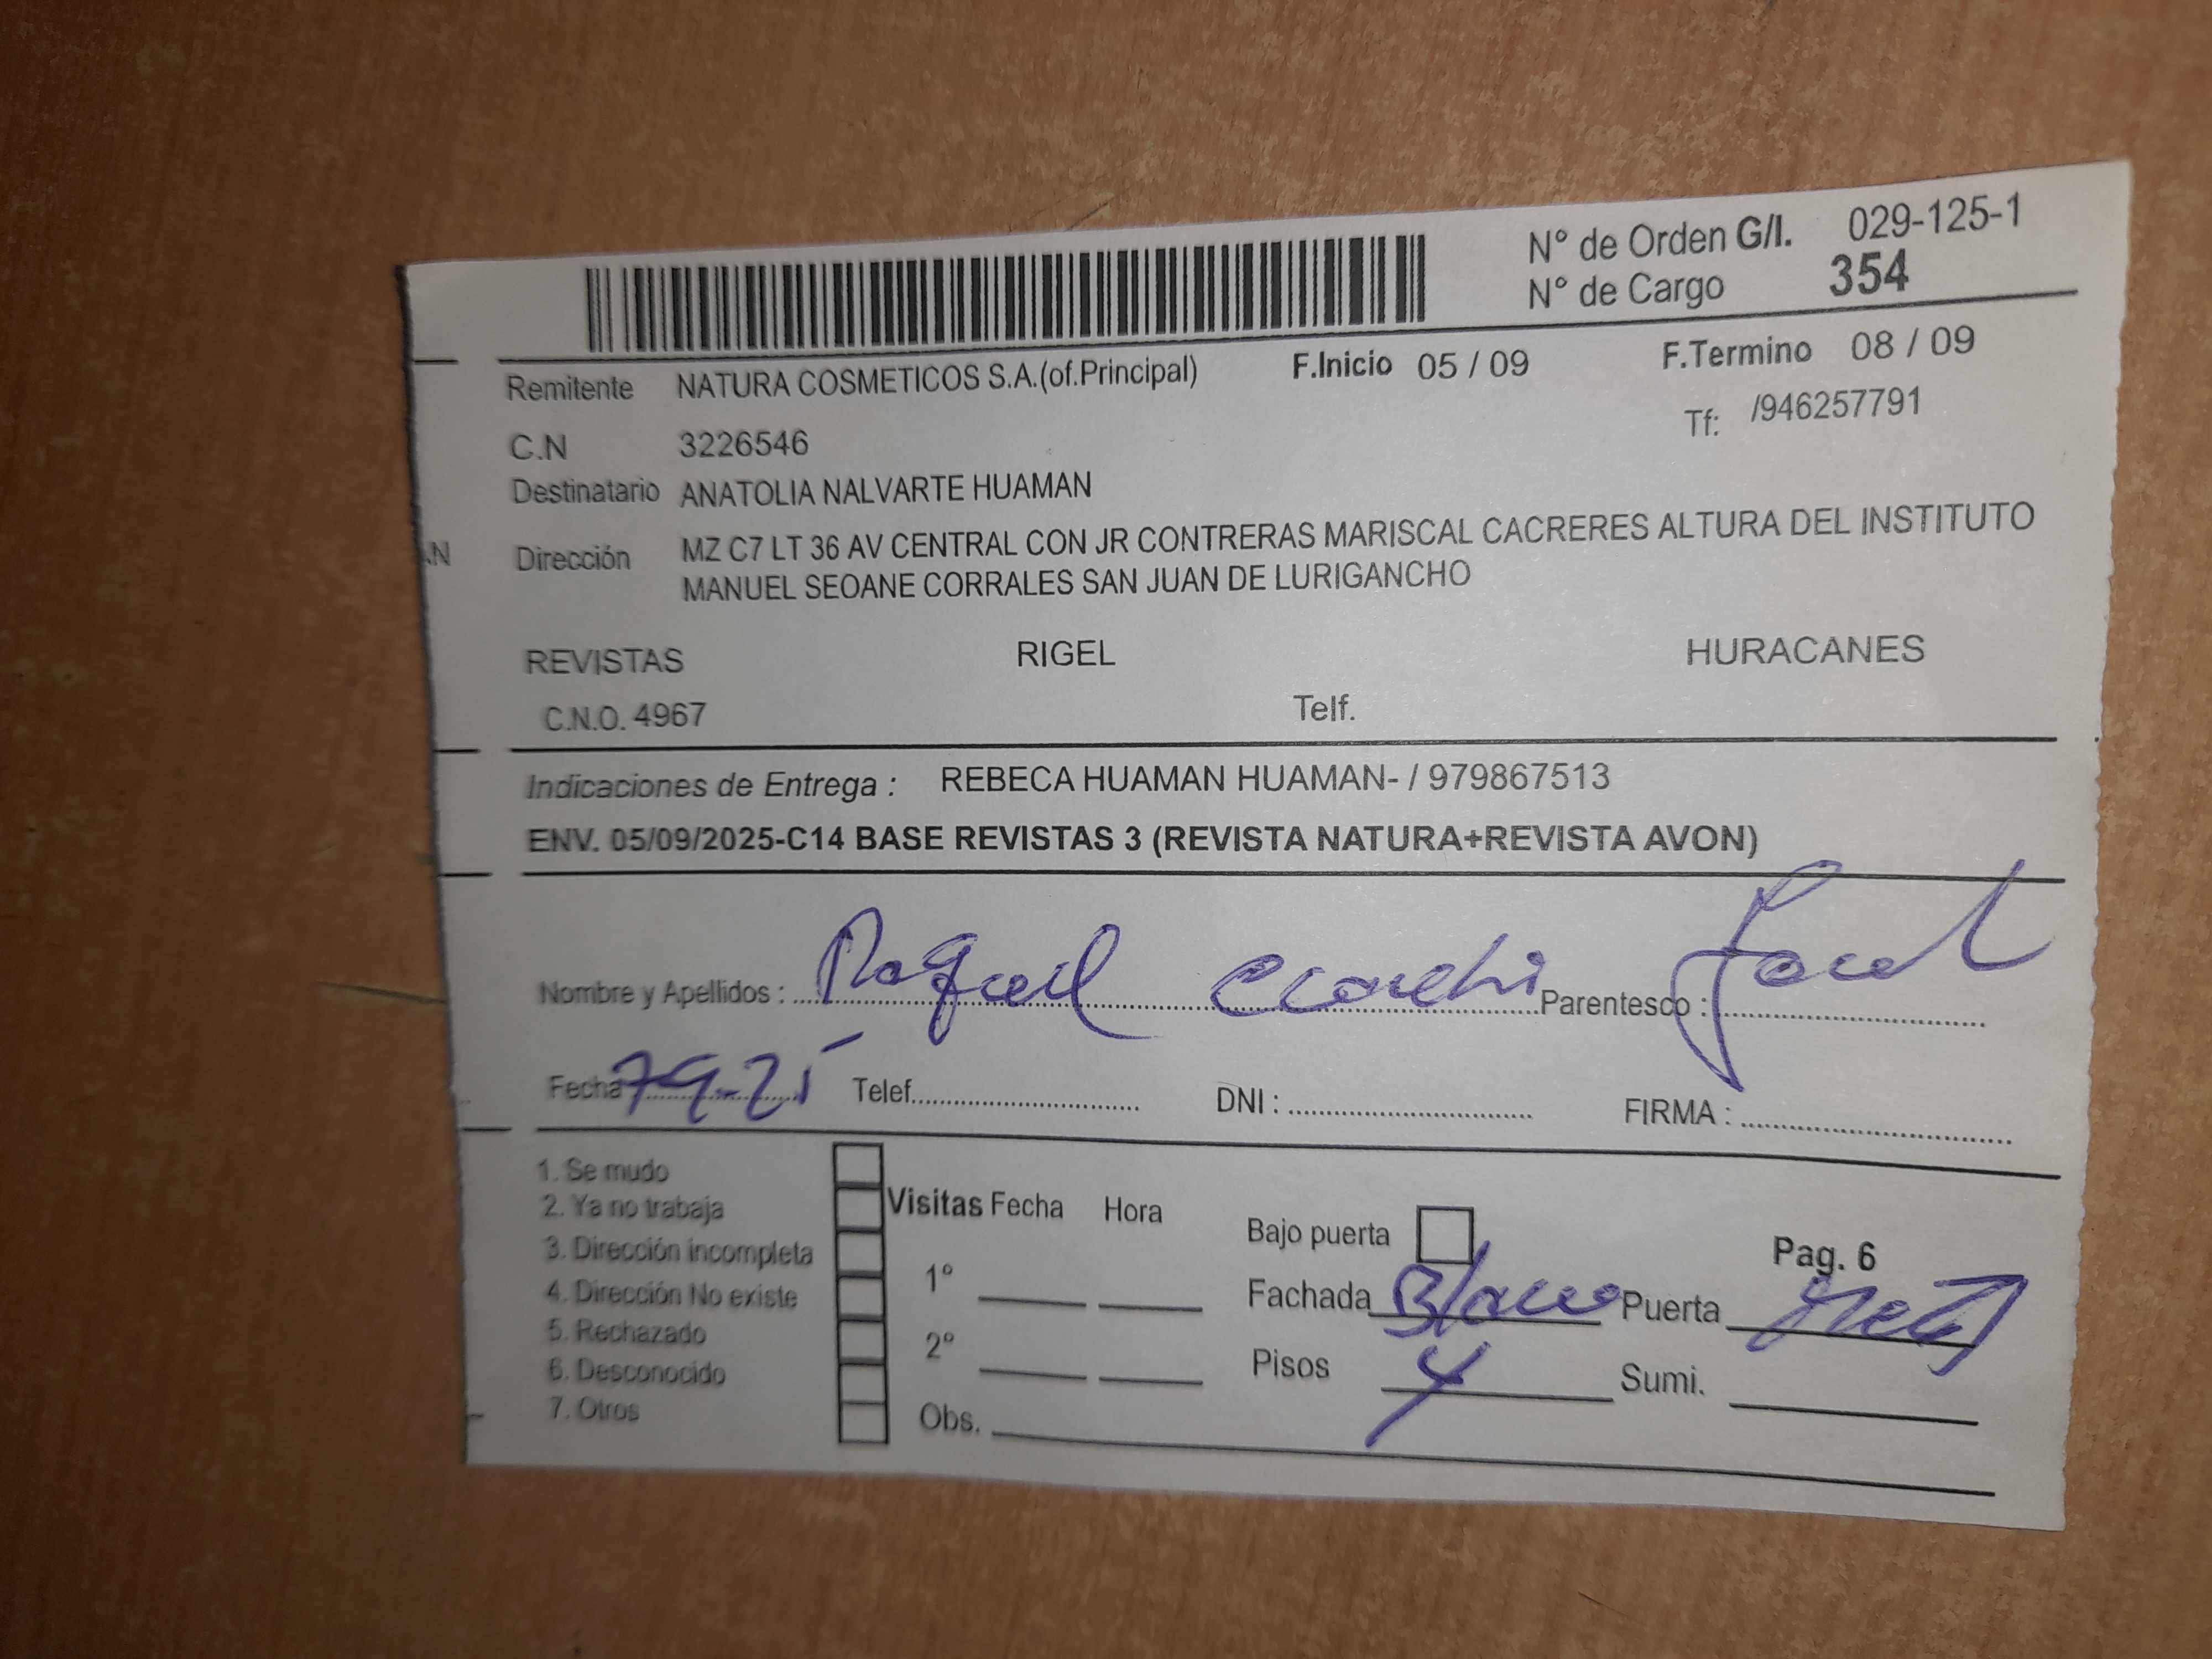 N° de Orden G/I. 029-125-1
N° de Cargo 354
Remitente NATURA COSMETICOS S.A.(of.Principal) F.Inicio 05 / 09 F.Termino 08 / 09
C.N 3226546 Tf: /946257791
Destinatario ANATOLIA NALVARTE HUAMAN
.N Dirección MZ C7 LT 36 AV CENTRAL CON JR CONTRERAS MARISCAL CACRERES ALTURA DEL INSTITUTO
MANUEL SEOANE CORRALES SAN JUAN DE LURIGANCHO
REVISTAS RIGEL HURACANES
C.N.O. 4967 Telf.
Indicaciones de Entrega : REBECA HUAMAN HUAMAN- / 979867513
ENV. 05/09/2025-C14 BASE REVISTAS 3 (REVISTA NATURA+REVISTA AVON)
Nombre y Apellidos : Raquel Parentesco :
Fecha 7-9-25 Telef. DNI : FIRMA :
1. Se mudo
2. Ya no trabaja Visitas Fecha Hora
3. Dirección incompleta Bajo puerta Pag. 6
4. Dirección No existe 1° Fachada Blanco Puerta
5. Rechazado 2°
6. Desconocido Pisos 4 Sumi.
7. Otros Obs.